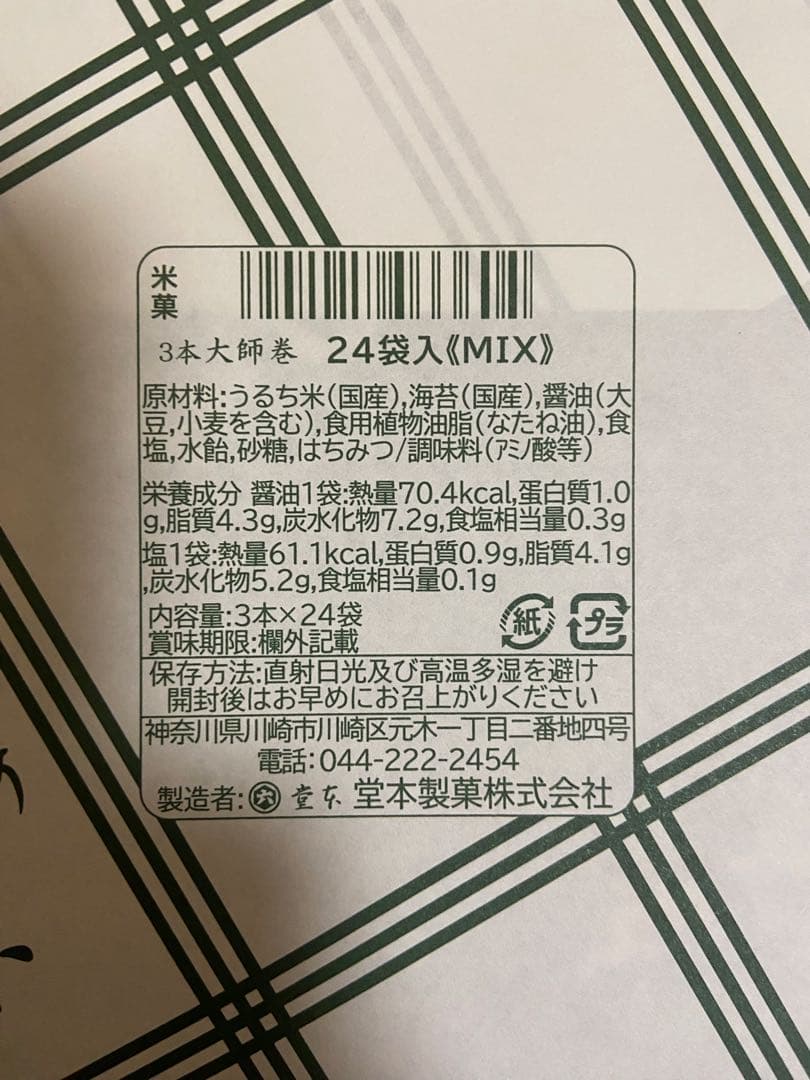 米菓
3本大師巻 24袋入《MIX》
原材料:うるち米(国産),海苔(国産),醤油(大
豆,小麦を含む),食用植物油脂(なたね油),食
塩,水飴,砂糖,はちみつ/調味料(アミノ酸等)
栄養成分 醤油1袋:熱量70.4kcal,蛋白質1.0
g,脂質4.3g,炭水化物7.2g,食塩相当量0.3g
塩1袋:熱量61.1kcal,蛋白質0.9g,脂質4.1g
,炭水化物5.2g,食塩相当量0.1g
内容量:3本×24袋
賞味期限:欄外記載
紙 プラ
保存方法:直射日光及び高温多湿を避け
開封後はお早めにお召上がりください
神奈川県川崎市川崎区元木一丁目二番地四号
電話:044-222-2454
製造者: 堂本 堂本製菓株式会社